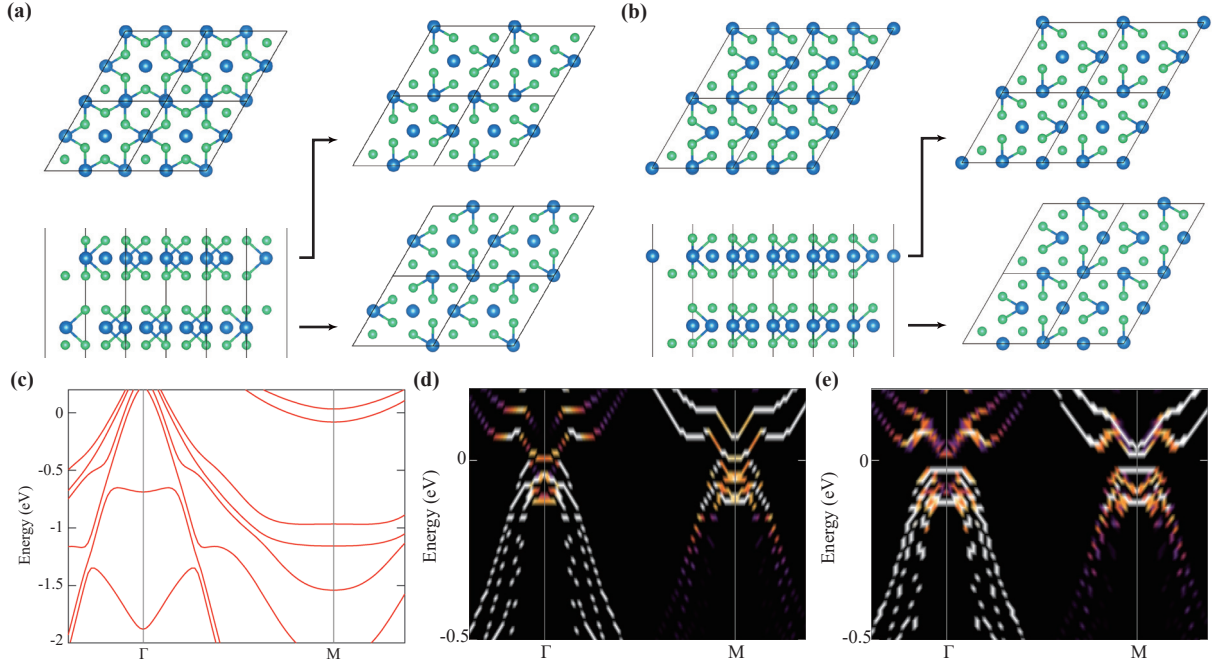 (a)
(b)
(c)
0
-0.5
-1
-1.5
-2
Energy (eV)
Γ
M
(d)
0
-0.5
Energy (eV)
Γ
M
(e)
0
-0.5
Energy (eV)
Γ
M